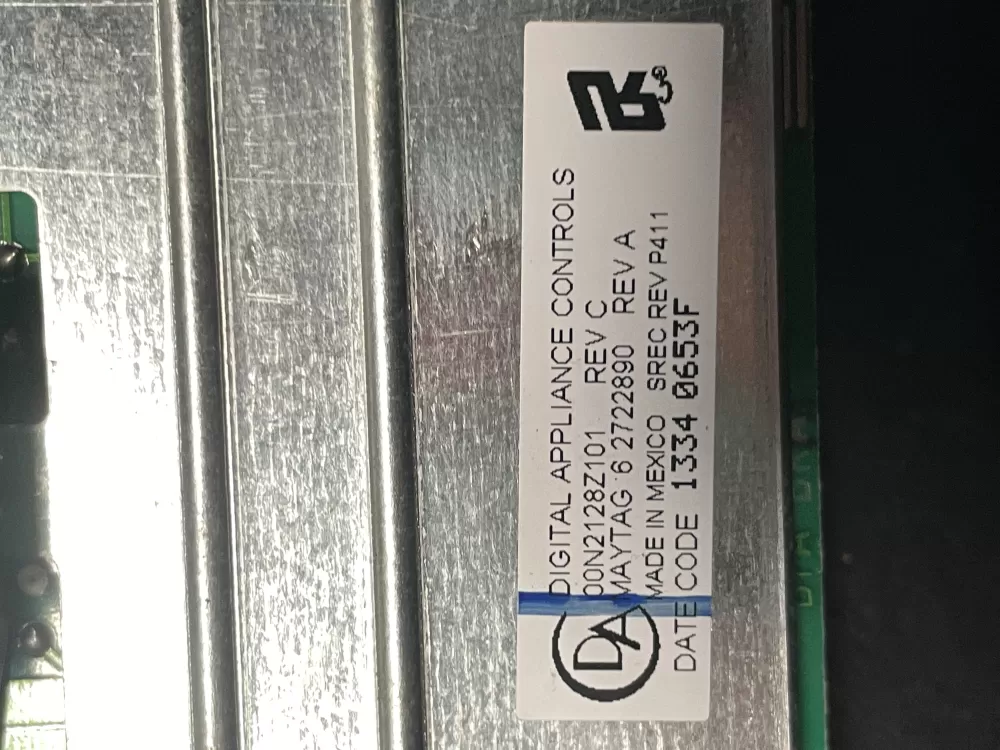 DIGITAL APPLIANCE CONTROLS
00N2128Z101 REV C
MAYTAG 6 2722890 REV A
MADE IN MEXICO SREC REV P411
DATE CODE 1334 0653F
DA